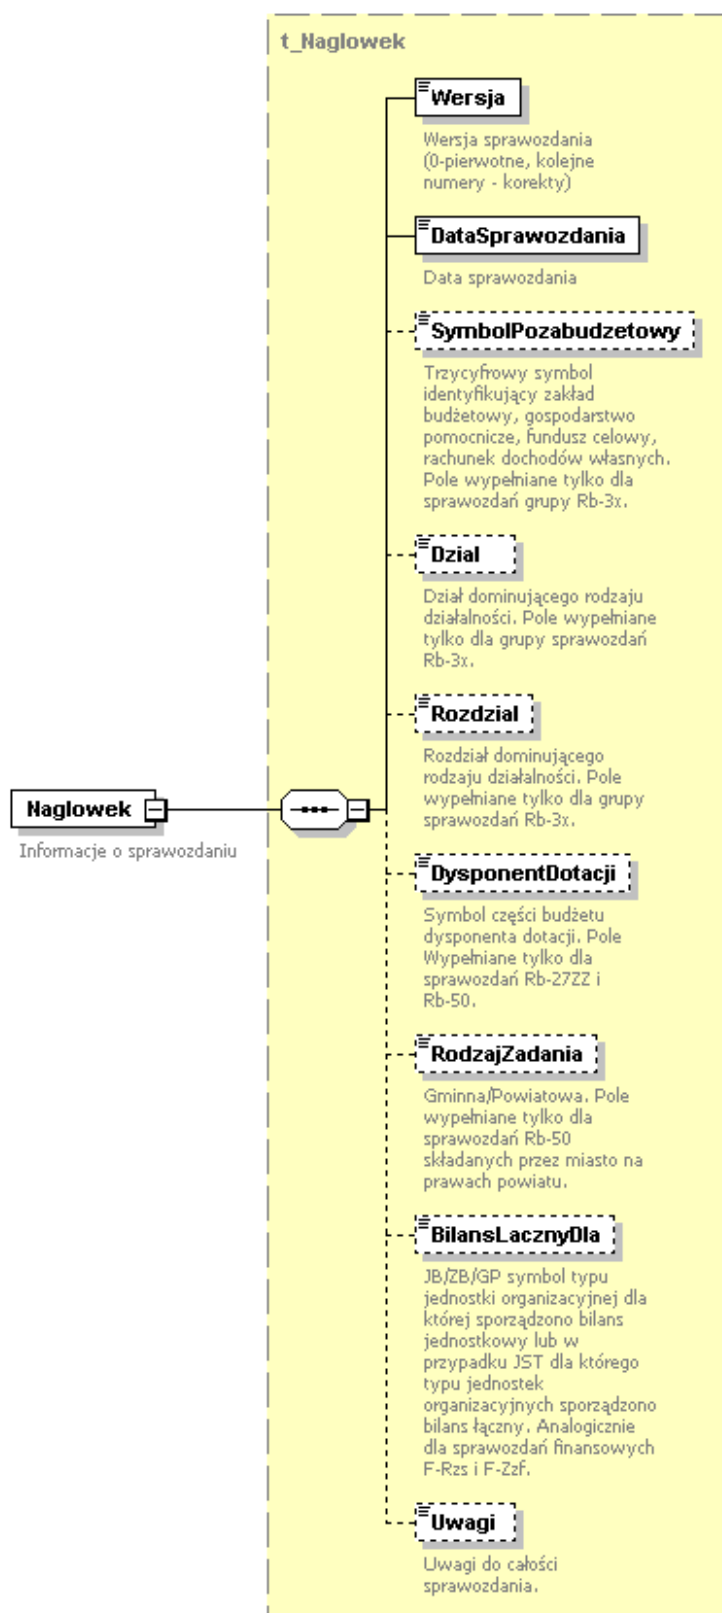 t_Naglowek
Wersja
Wersja sprawozdania
(0-pierwotne, kolejne
numery - korekty)
DataSprawozdania
Data sprawozdania
SymbolPozabudzetowy
Trzycyfrowy symbol
identyfikujący zakład
budżetowy, gospodarstwo
pomocnicze, fundusz celowy,
rachunek dochodów własnych.
Pole wypełniane tylko dla
sprawozdań grupy Rb-3x.
Dzial
Dział dominującego rodzaju
działalności. Pole wypełniane
tylko dla grupy sprawozdań
Rb-3x.
Rozdzial
Rozdział dominującego
rodzaju działalności. Pole
wypełniane tylko dla grupy
sprawozdań Rb-3x.
Naglowek
Informacje o sprawozdaniu
DysponentDotacji
Symbol części budżetu
dysponenta dotacji. Pole
Wypełniane tylko dla
sprawozdań Rb-27ZZ i
Rb-50.
RodzajZadania
Gminna/Powiatowa. Pole
wypełniane tylko dla
sprawozdań Rb-50
składanych przez miasto na
prawach powiatu.
BilansLacznyDla
JB/ZB/GP symbol typu
jednostki organizacyjnej dla
której sporządzono bilans
jednostkowy lub w
przypadku JST dla którego
typu jednostek
organizacyjnych sporządzono
bilans łączny. Analogicznie
dla sprawozdań finansowych
F-Rzs i F-Zzf.
Uwagi
Uwagi do całości
sprawozdania.